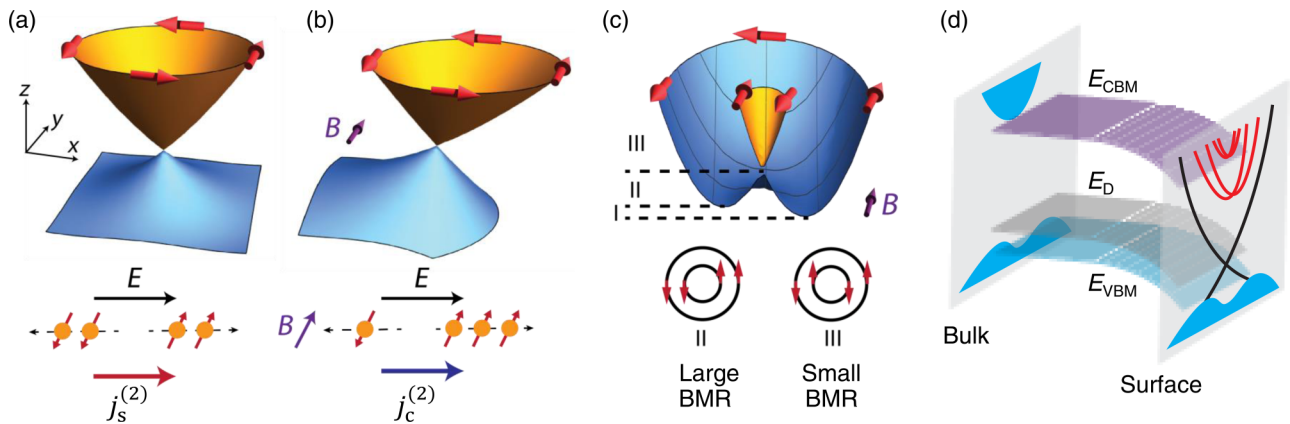 (a)
z
y
x
E
j_s^(2)
(b)
B
E
B
j_c^(2)
(c)
III
II
I
B
II
III
Large
BMR
Small
BMR
(d)
E_CBM
E_D
E_VBM
Bulk
Surface